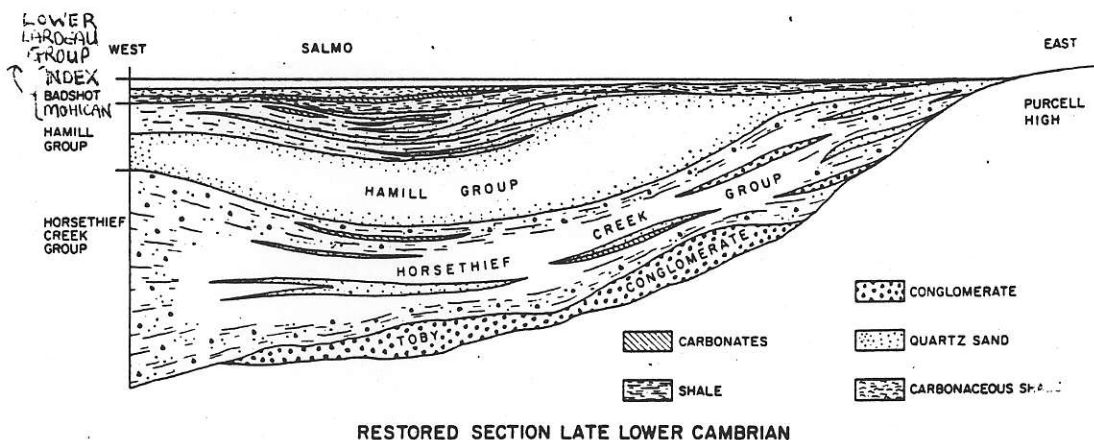 LOWER
LARDEAU
GROUP
INDEX
WEST
SALMO
EAST
BADSHOT
MOHICAN
HAMILL
GROUP
PURCELL
HIGH
HAMILL GROUP
HORSETHIEF
CREEK
GROUP
HORSETHIEF CREEK GROUP
TOBY CONGLOMERATE
CONGLOMERATE
CARBONATES
QUARTZ SAND
SHALE
CARBONACEOUS
RESTORED SECTION LATE LOWER CAMBRIAN